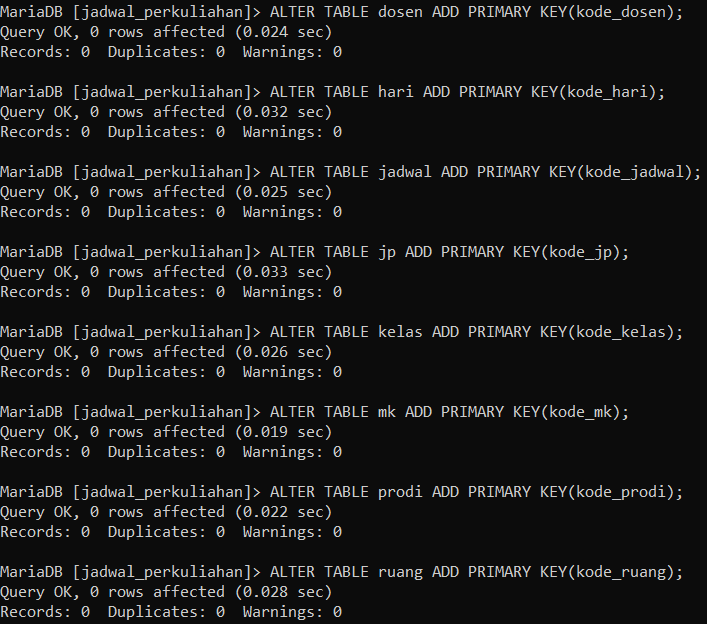 MariaDB [jadwal_perkuliahan]> ALTER TABLE dosen ADD PRIMARY KEY(kode_dosen);
Query OK, 0 rows affected (0.024 sec)
Records: 0  Duplicates: 0  Warnings: 0

MariaDB [jadwal_perkuliahan]> ALTER TABLE hari ADD PRIMARY KEY(kode_hari);
Query OK, 0 rows affected (0.032 sec)
Records: 0  Duplicates: 0  Warnings: 0

MariaDB [jadwal_perkuliahan]> ALTER TABLE jadwal ADD PRIMARY KEY(kode_jadwal);
Query OK, 0 rows affected (0.025 sec)
Records: 0  Duplicates: 0  Warnings: 0

MariaDB [jadwal_perkuliahan]> ALTER TABLE jp ADD PRIMARY KEY(kode_jp);
Query OK, 0 rows affected (0.033 sec)
Records: 0  Duplicates: 0  Warnings: 0

MariaDB [jadwal_perkuliahan]> ALTER TABLE kelas ADD PRIMARY KEY(kode_kelas);
Query OK, 0 rows affected (0.026 sec)
Records: 0  Duplicates: 0  Warnings: 0

MariaDB [jadwal_perkuliahan]> ALTER TABLE mk ADD PRIMARY KEY(kode_mk);
Query OK, 0 rows affected (0.019 sec)
Records: 0  Duplicates: 0  Warnings: 0

MariaDB [jadwal_perkuliahan]> ALTER TABLE prodi ADD PRIMARY KEY(kode_prodi);
Query OK, 0 rows affected (0.022 sec)
Records: 0  Duplicates: 0  Warnings: 0

MariaDB [jadwal_perkuliahan]> ALTER TABLE ruang ADD PRIMARY KEY(kode_ruang);
Query OK, 0 rows affected (0.028 sec)
Records: 0  Duplicates: 0  Warnings: 0